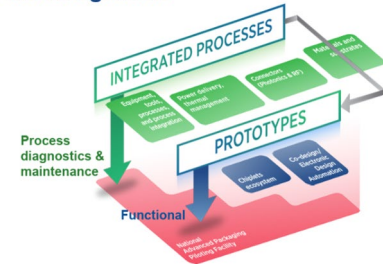 INTEGRATED PROCESSES
Equipment,
tools,
processes,
and process
integration
Power delivery,
thermal
management
Connectors
(Photonics & RF)
Materials and
substrates
PROTOTYPES
Process
diagnostics &
maintenance
Chiplets
ecosystem
Co-design/
Electronic
Design
Automation
Functional
National
Advanced Packaging
Piloting Facility